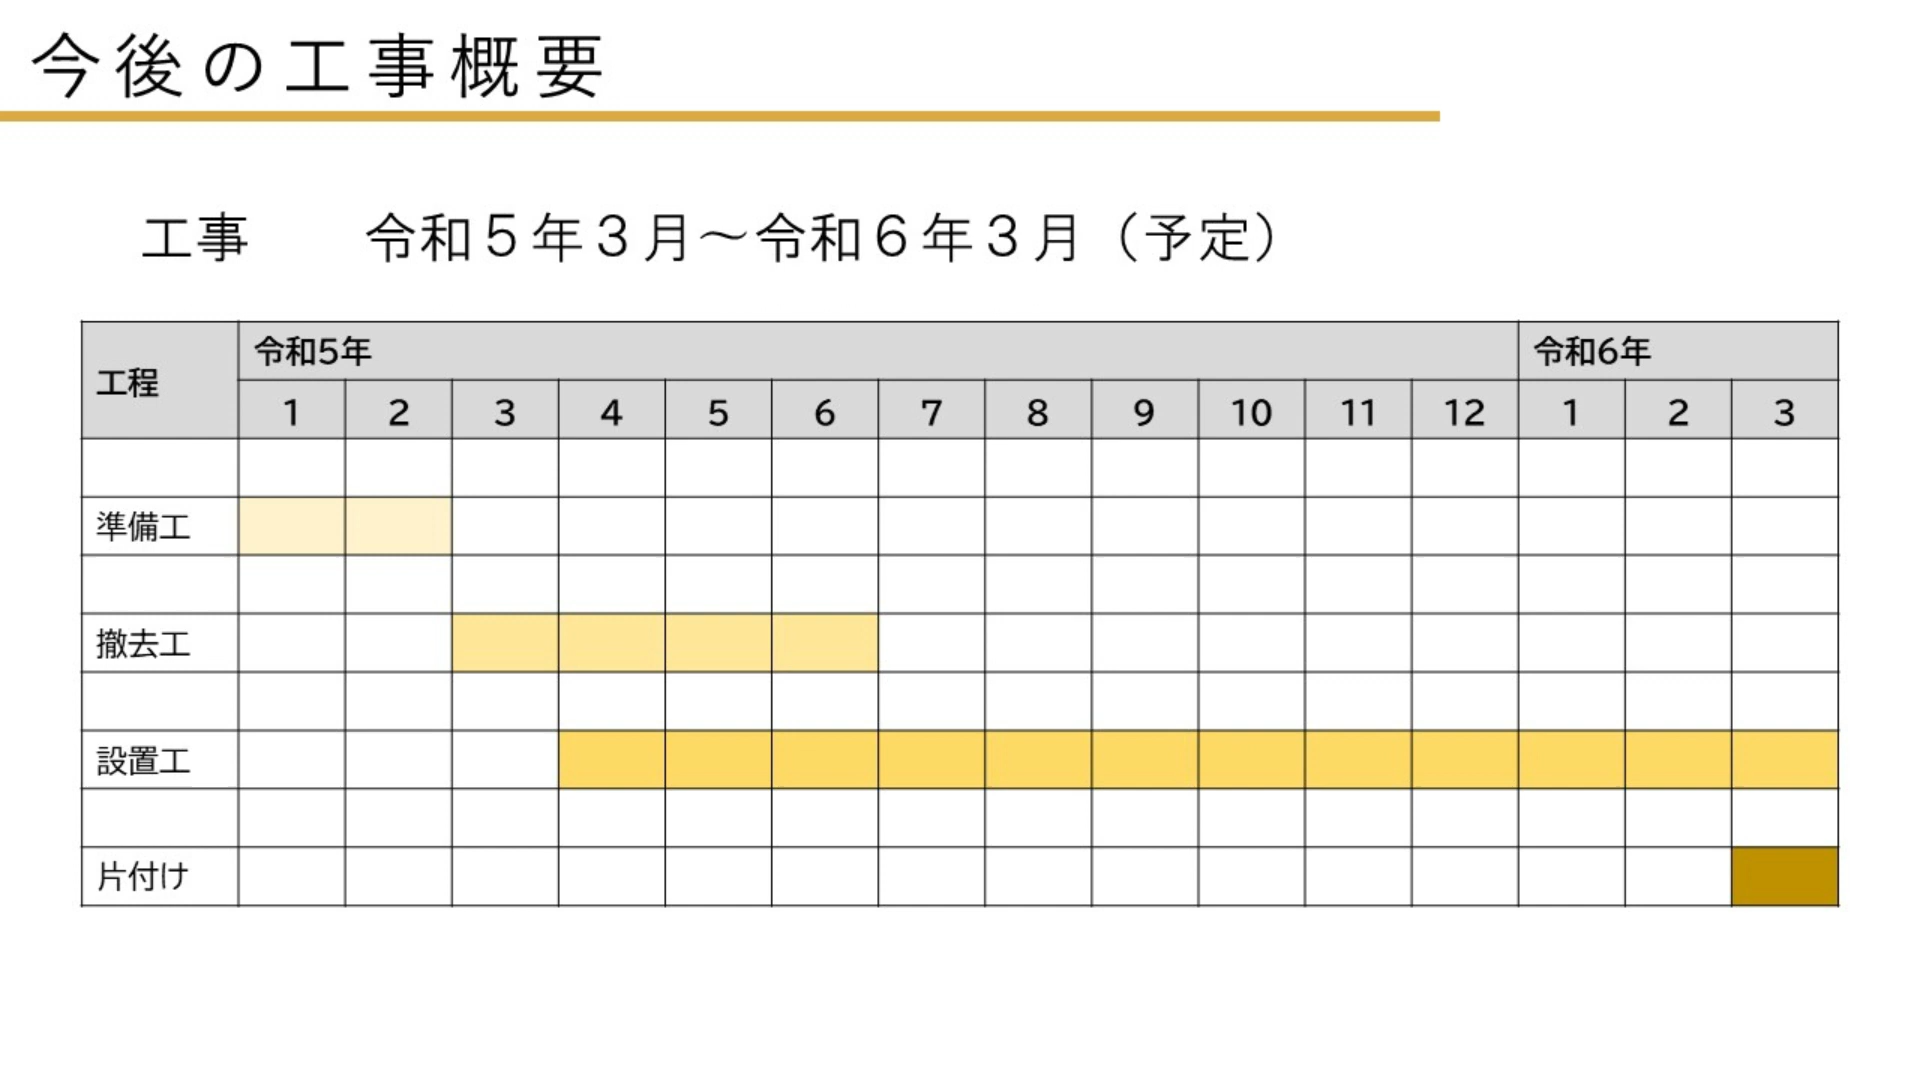 今後の工事概要
工事　　令和５年３月～令和６年３月（予定）
工程 令和5年 令和6年
1 2 3 4 5 6 7 8 9 10 11 12 1 2 3
準備工
撤去工
設置工
片付け